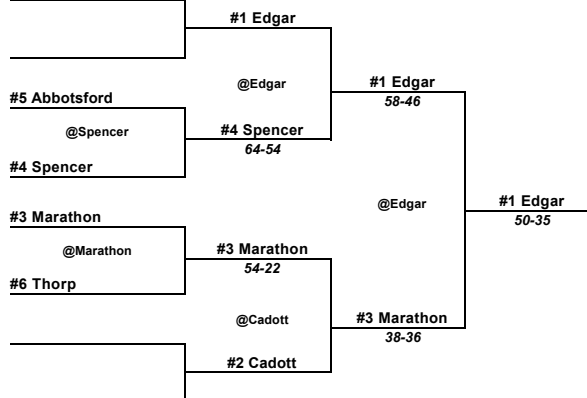 #1 Edgar
@Edgar
#1 Edgar
58-46
#5 Abbotsford
@Spencer
#4 Spencer
64-54
#4 Spencer
@Edgar
#1 Edgar
50-35
#3 Marathon
@Marathon
#3 Marathon
54-22
#6 Thorp
@Cadott
#3 Marathon
38-36
#2 Cadott